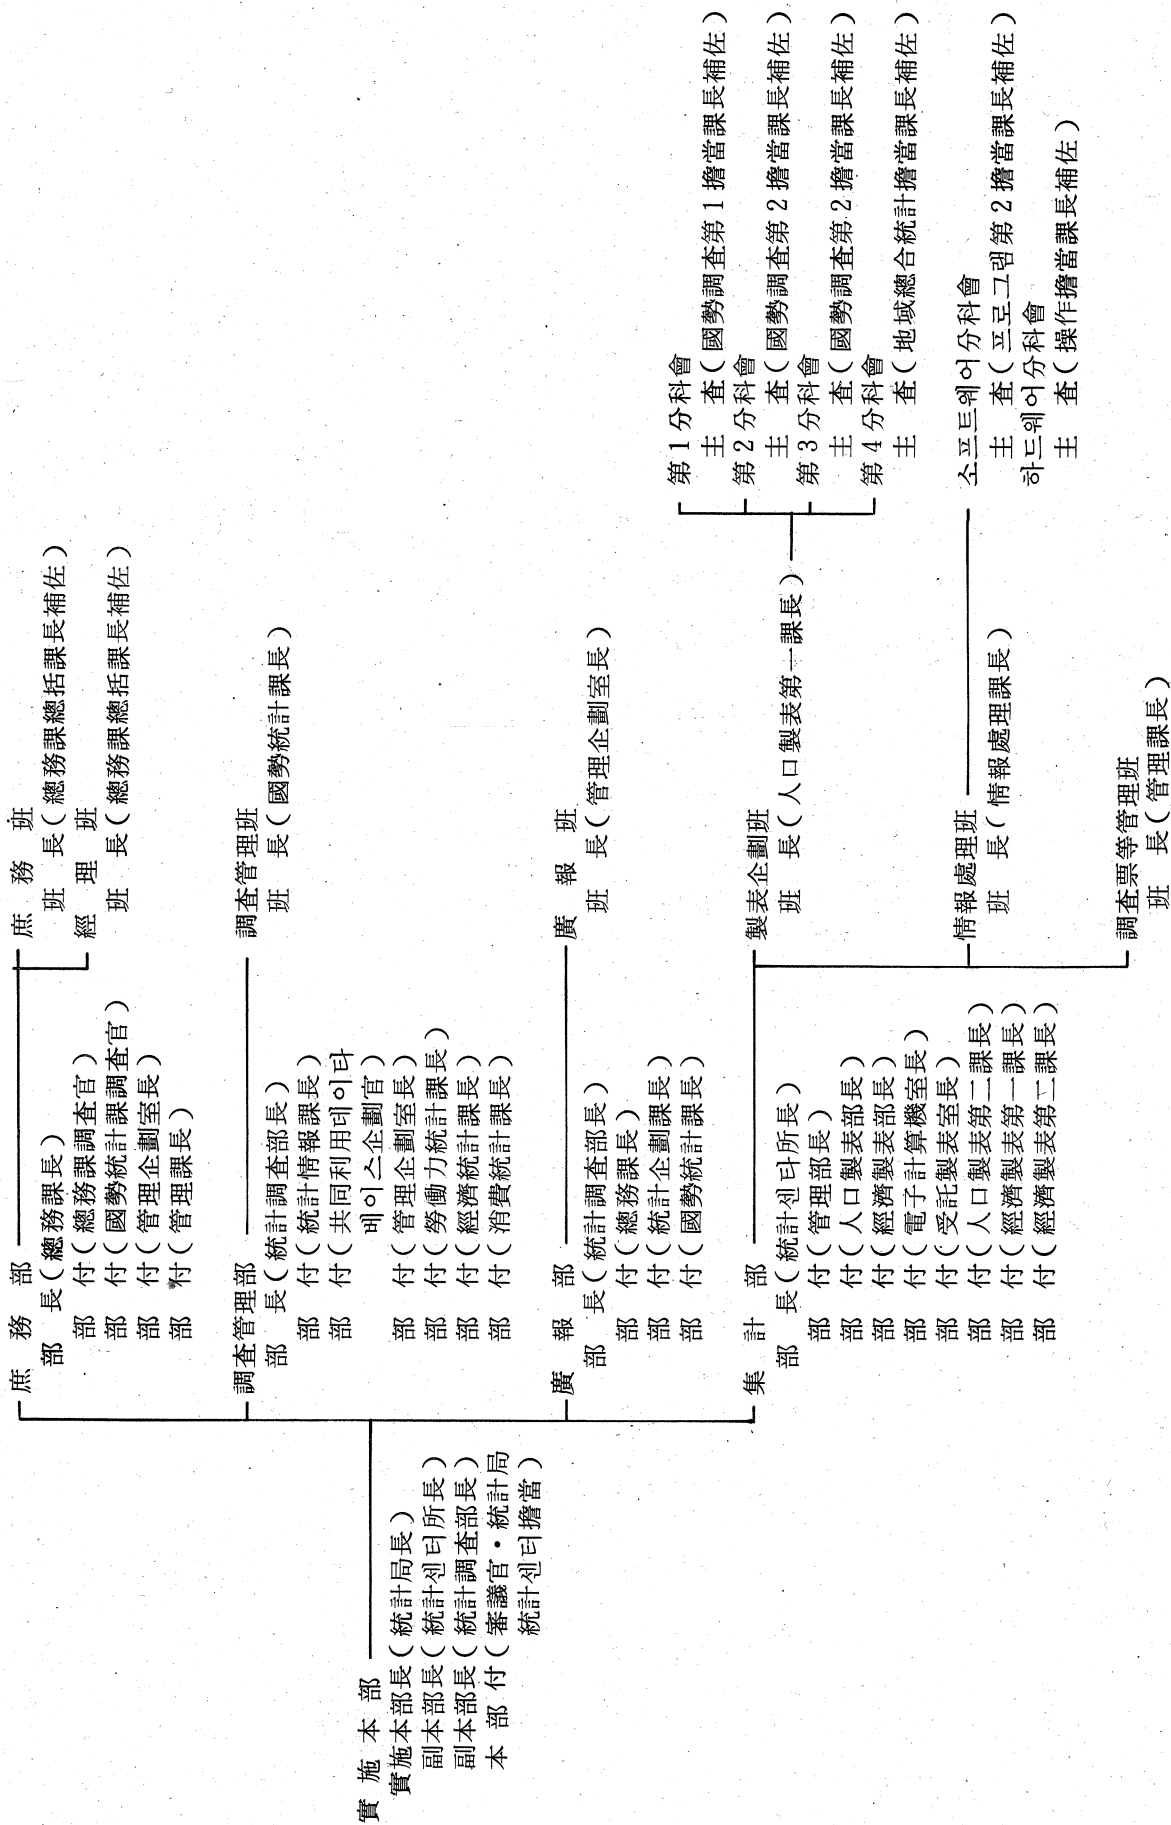 實 施 本 部
實施本部長(統計局長)
副本部長(統計센터所長)
副本部長(統計調査部長)
本 部 付(審議官・統計局
統計센터擔當)
庶 務 部
部 長(總務課長)
部 付(總務課調査官)
部 付(國勢統計課調査官)
部 付(管理企劃室長)
部 付(管理課長)
庶 務 班
班 長(總務課總括課長補佐)
經 理 班
班 長(總務課總括課長補佐)
調査管理部
部 長(統計調査部長)
部 付(統計情報課長)
部 付(共同利用데이타
베이스企劃官)
部 付(管理企劃室長)
部 付(勞働力統計課長)
部 付(經濟統計課長)
部 付(消費統計課長)
調査管理班
班 長(國勢統計課長)
廣 報 部
部 長(統計調査部長)
部 付(總務課長)
部 付(統計企劃課長)
部 付(國勢統計課長)
廣 報 班
班 長(管理企劃室長)
集 計 部
部 長(統計센타所長)
部 付(管理部長)
部 付(人口製表部長)
部 付(經濟製表部長)
部 付(電子計算機室長)
部 付(受託製表室長)
部 付(人口製表第二課長)
部 付(經濟製表第一課長)
部 付(經濟製表第二課長)
製表企劃班
班 長(人口製表第一課長)
第1分科會
主 査(國勢調査第1擔當課長補佐)
第2分科會
主 査(國勢調査第2擔當課長補佐)
第3分科會
主 査(國勢調査第2擔當課長補佐)
第4分科會
主 査(地域總合統計擔當課長補佐)
情報處理班
班 長(情報處理課長)
소프트웨어分科會
主 査(프로그램第2擔當課長補佐)
하드웨어分科會
主 査(操作擔當課長補佐)
調査票等管理班
班 長(管理課長)